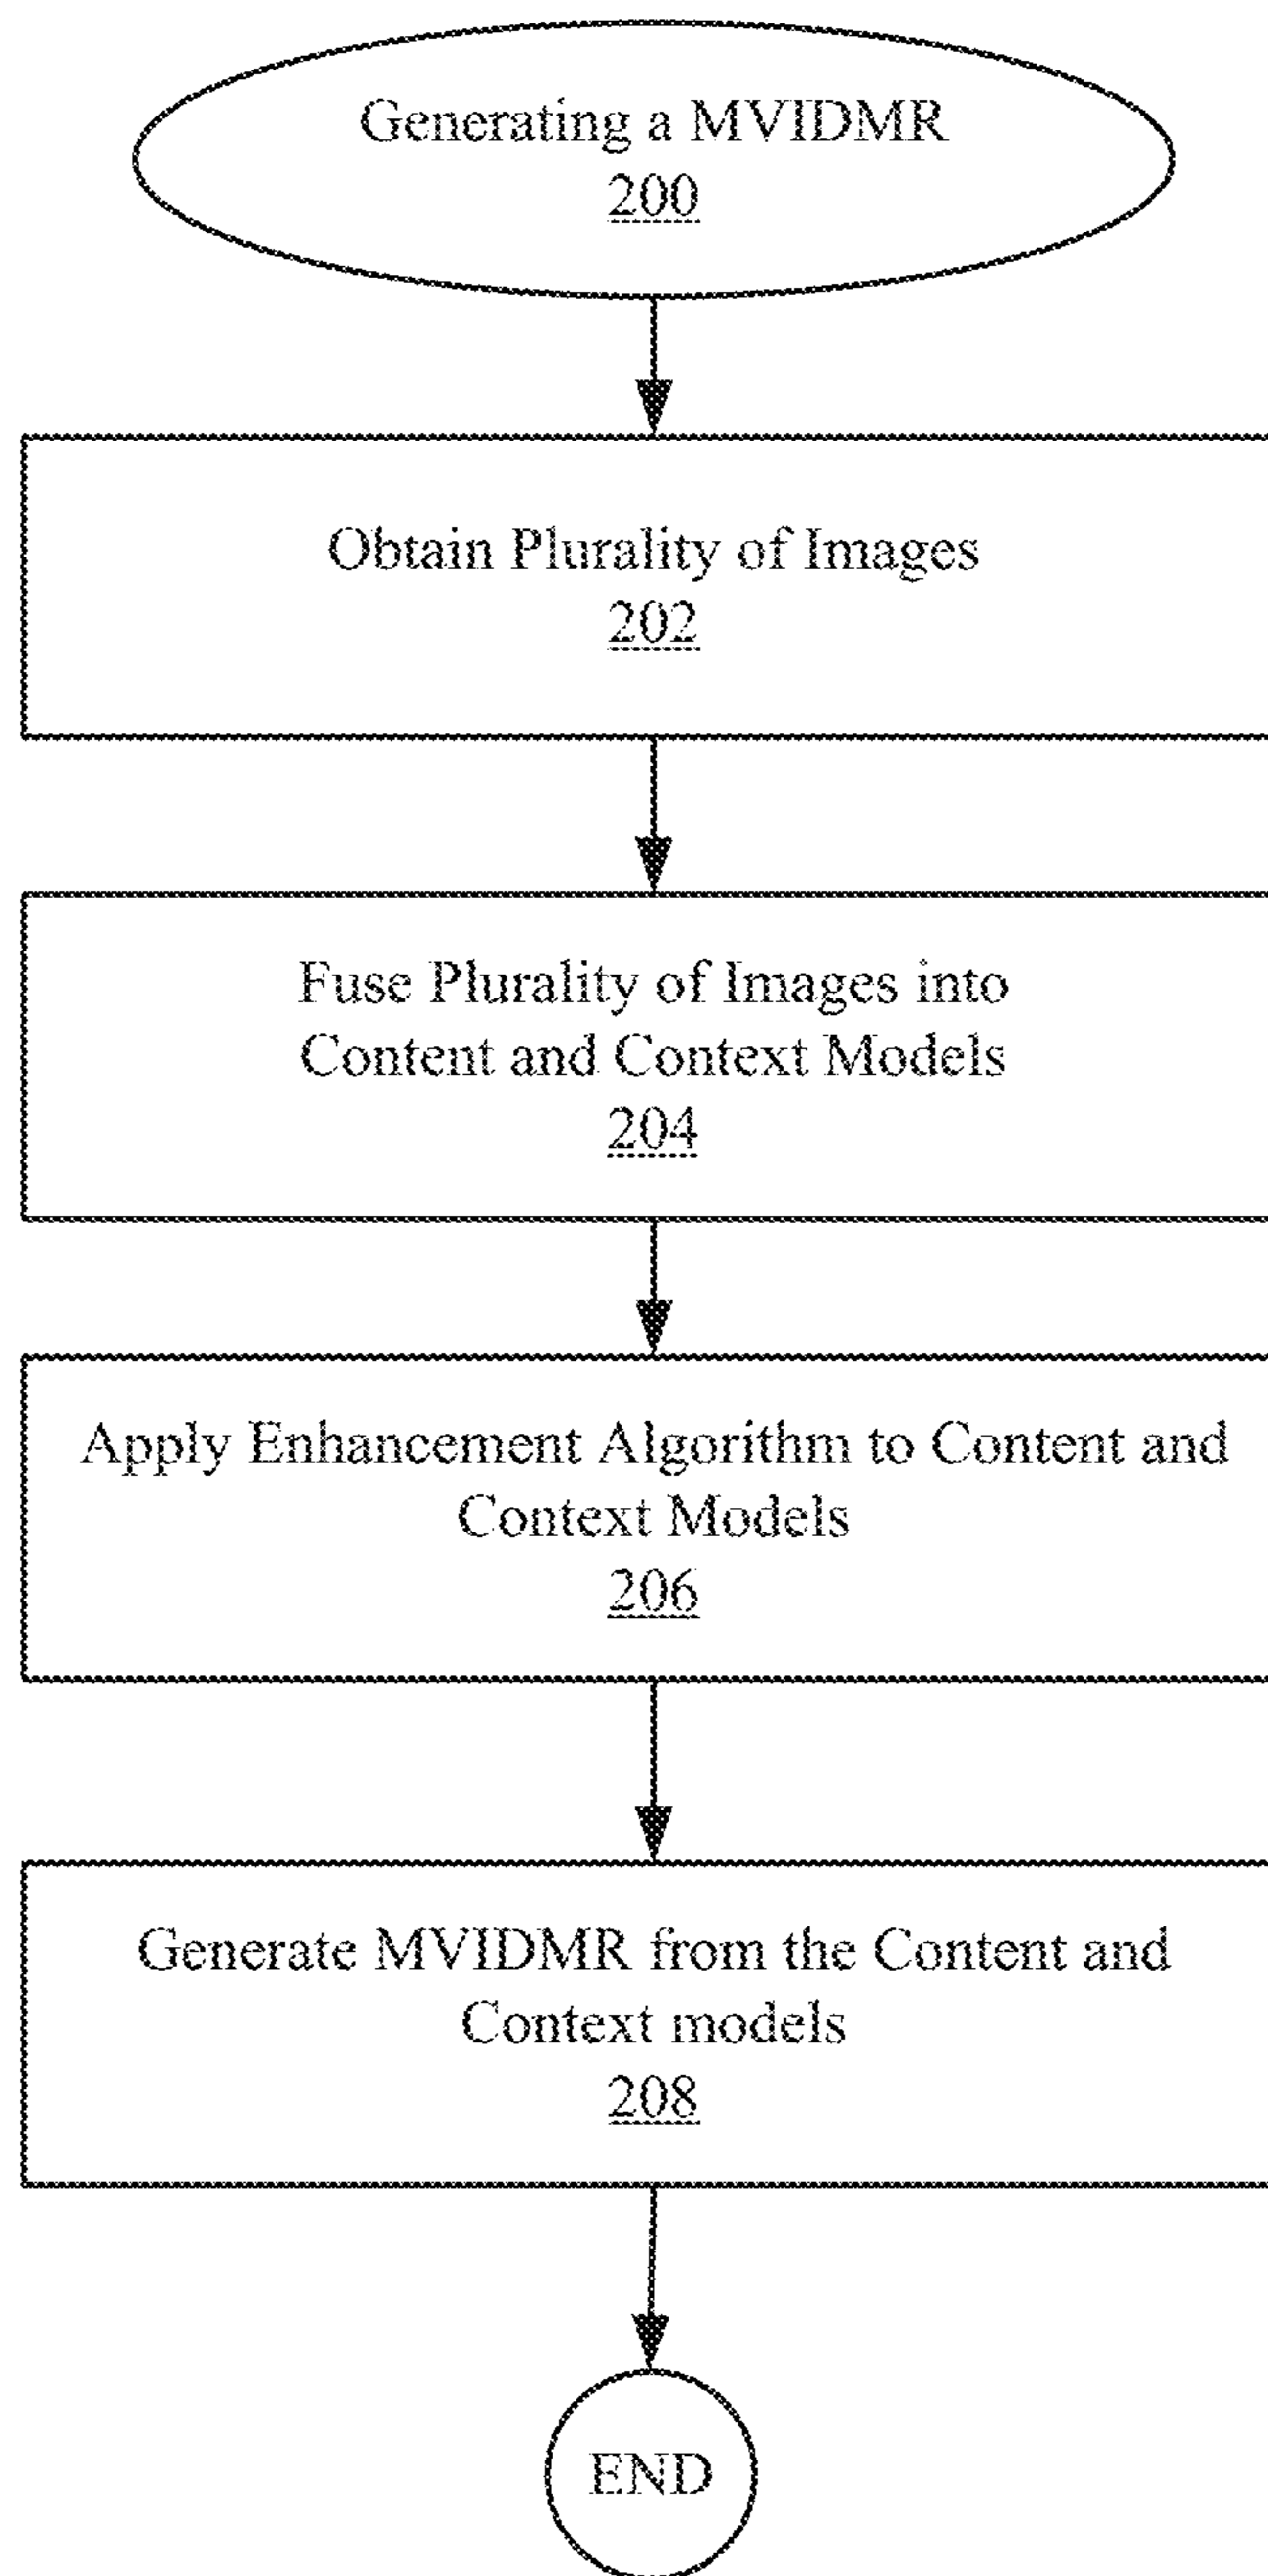 Generating a MVIDMR
200
Obtain Plurality of Images
202
Fuse Plurality of Images into
Content and Context Models
204
Apply Enhancement Algorithm to Content and
Context Models
206
Generate MVIDMR from the Content and
Context models
208
END